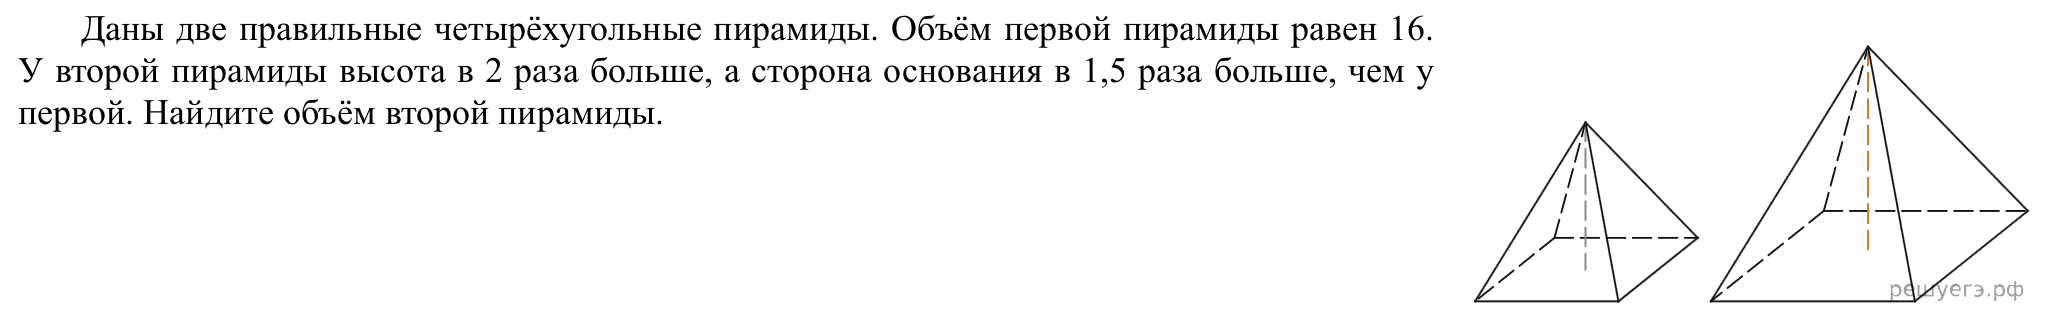 Даны две правильные четырёхугольные пирамиды. Объём первой пирамиды равен 16.
У второй пирамиды высота в 2 раза больше, а сторона основания в 1,5 раза больше, чем у
первой. Найдите объём второй пирамиды.
решуегэ.рф